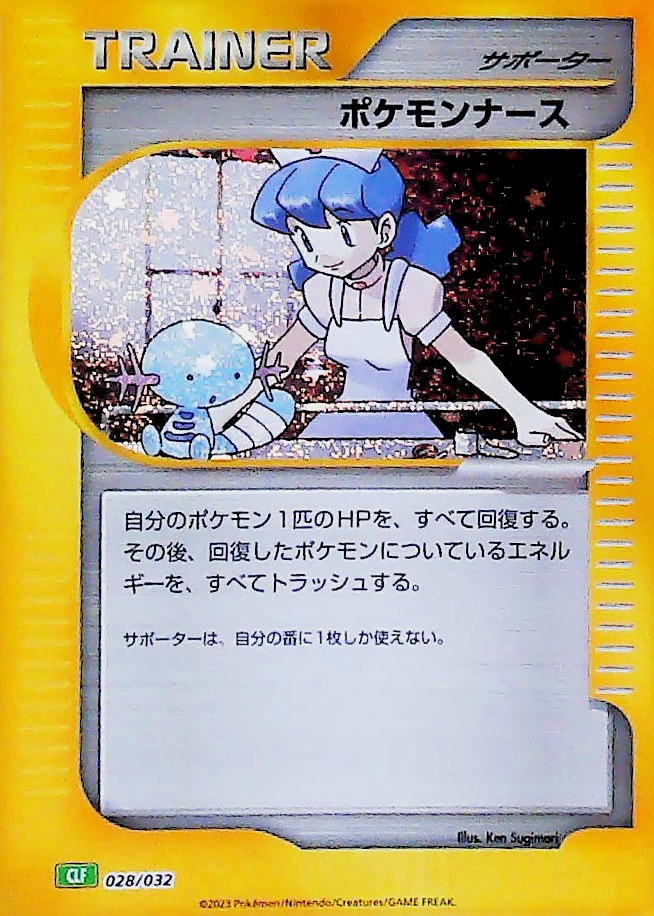 TRAINER
サポーター
ポケモンナース
自分のポケモン1匹のHPを、すべて回復する。
その後、回復したポケモンについているエネル
ギーを、すべてトラッシュする。
サポーターは、自分の番に1枚しか使えない。
Illus. Ken Sugimori
CLF 028/032
©2023 Pokémon/Nintendo/Creatures/GAME FREAK.